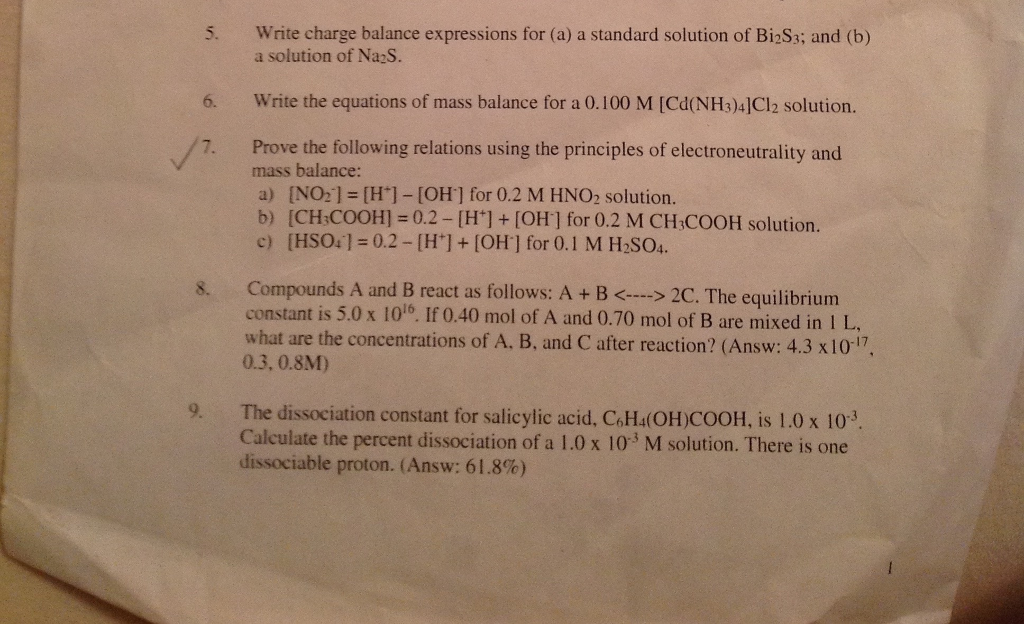 5. Write charge balance expressions for (a) a standard solution of Bi₂S₃; and (b)
a solution of Na₂S.
6. Write the equations of mass balance for a 0.100 M [Cd(NH₃)₄]Cl₂ solution.
7. Prove the following relations using the principles of electroneutrality and
mass balance:
a) [NO₂⁻] = [H⁺] – [OH⁻] for 0.2 M HNO₂ solution.
b) [CH₃COOH] = 0.2 – [H⁺] + [OH⁻] for 0.2 M CH₃COOH solution.
c) [HSO₄⁻] = 0.2 – [H⁺] + [OH⁻] for 0.1 M H₂SO₄.
8. Compounds A and B react as follows: A + B <----> 2C. The equilibrium
constant is 5.0 x 10¹⁶. If 0.40 mol of A and 0.70 mol of B are mixed in 1 L,
what are the concentrations of A, B, and C after reaction? (Answ: 4.3 x10⁻¹⁷,
0.3, 0.8M)
9. The dissociation constant for salicylic acid, C₆H₄(OH)COOH, is 1.0 x 10⁻³.
Calculate the percent dissociation of a 1.0 x 10⁻³ M solution. There is one
dissociable proton. (Answ: 61.8%)
1